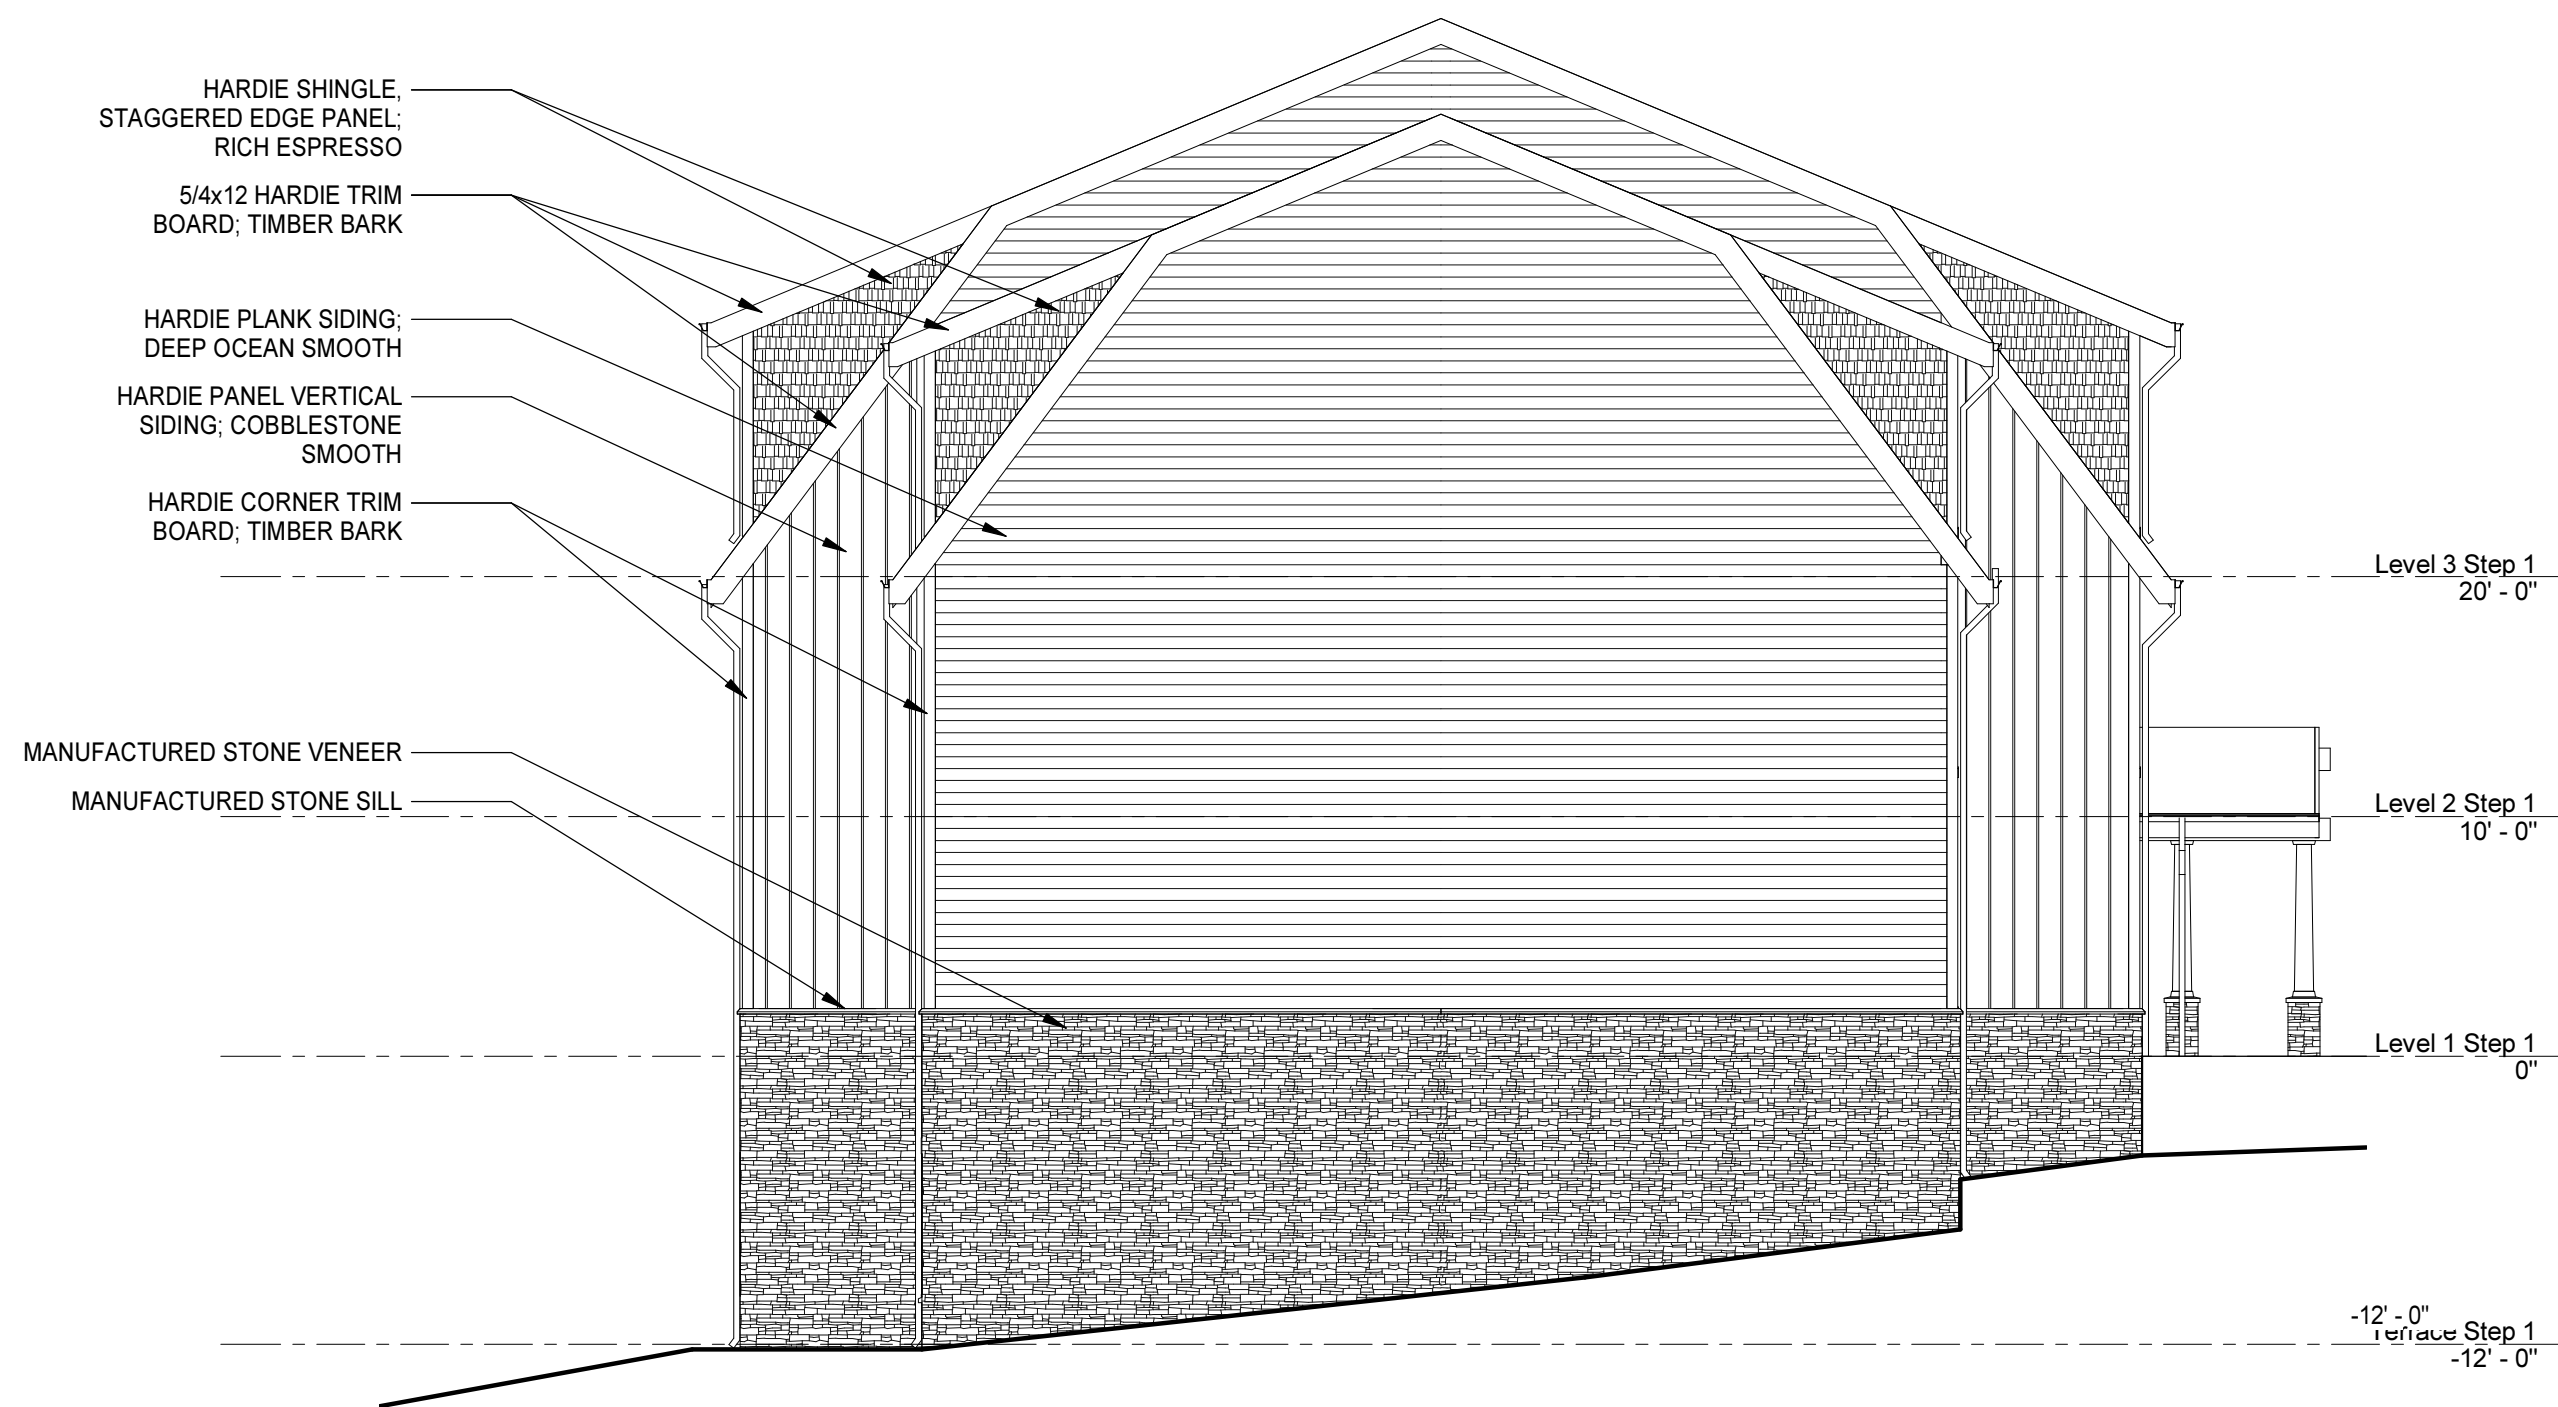 HARDIE SHINGLE,
STAGGERED EDGE PANEL;
RICH ESPRESSO
5/4x12 HARDIE TRIM
BOARD; TIMBER BARK
HARDIE PLANK SIDING;
DEEP OCEAN SMOOTH
HARDIE PANEL VERTICAL
SIDING; COBBLESTONE
SMOOTH
HARDIE CORNER TRIM
BOARD; TIMBER BARK
MANUFACTURED STONE VENEER
MANUFACTURED STONE SILL
Level 3 Step 1
20' - 0"
Level 2 Step 1
10' - 0"
Level 1 Step 1
0"
-12' - 0"
Terrace Step 1
-12' - 0"